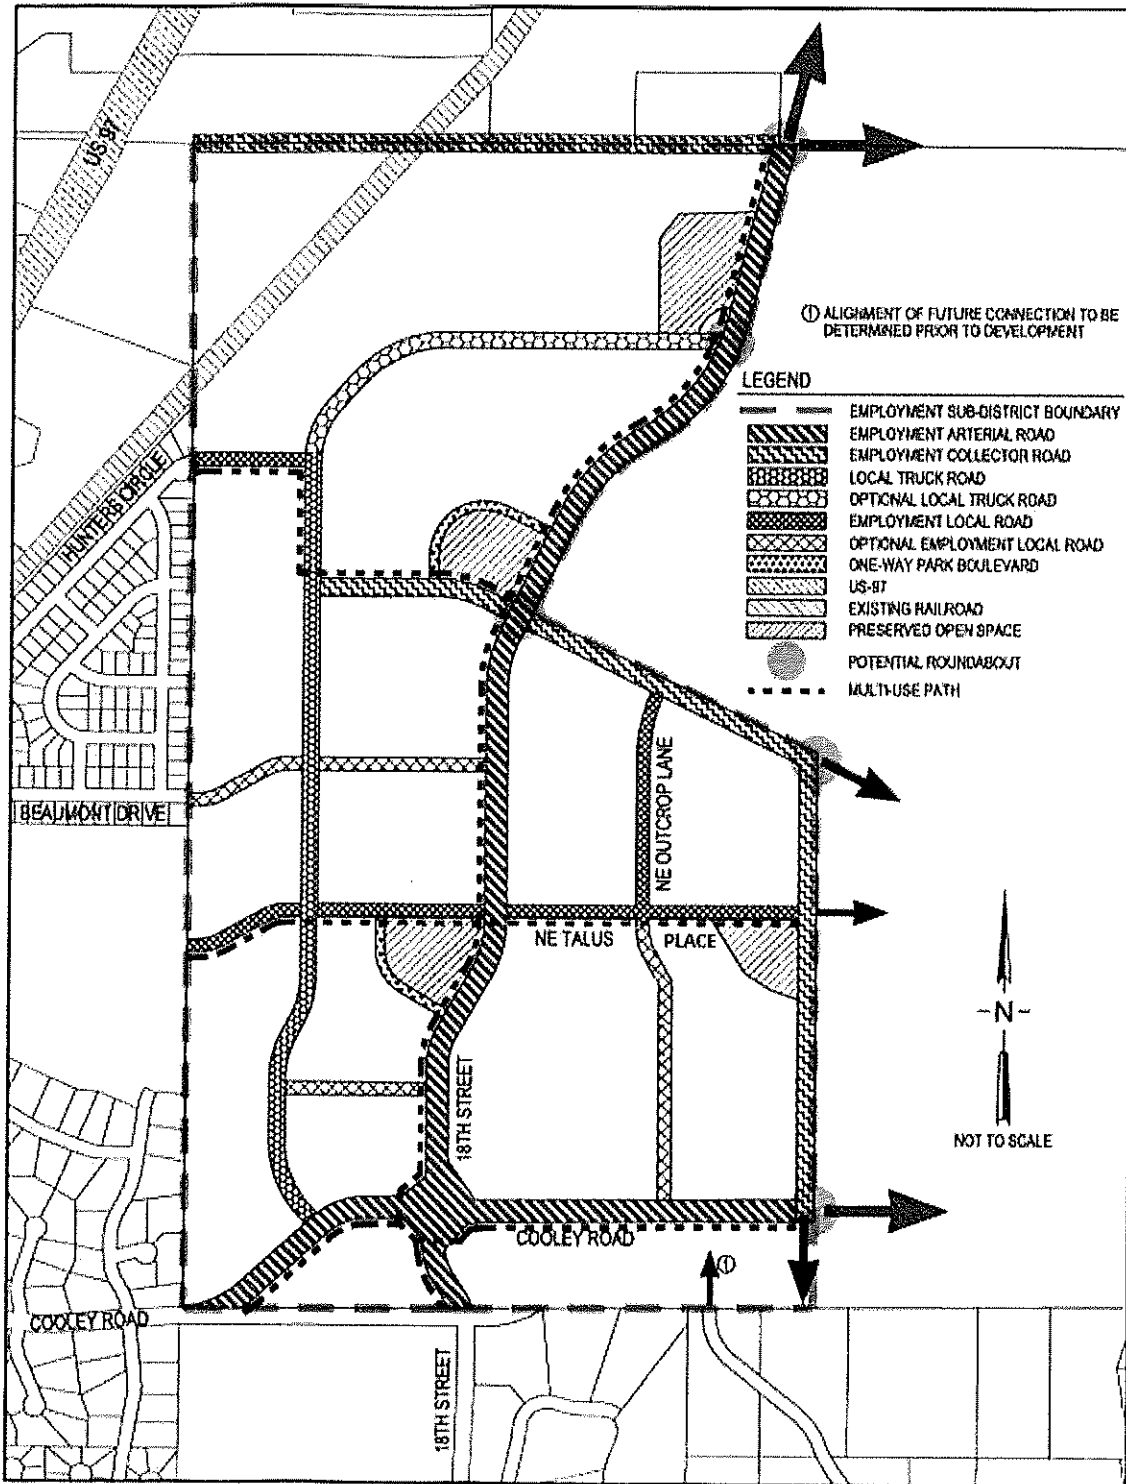 US-97
① ALIGNMENT OF FUTURE CONNECTION TO BE
DETERMINED PRIOR TO DEVELOPMENT
LEGEND
EMPLOYMENT SUB-DISTRICT BOUNDARY
EMPLOYMENT ARTERIAL ROAD
EMPLOYMENT COLLECTOR ROAD
LOCAL TRUCK ROAD
OPTIONAL LOCAL TRUCK ROAD
EMPLOYMENT LOCAL ROAD
OPTIONAL EMPLOYMENT LOCAL ROAD
ONE-WAY PARK BOULEVARD
US-97
EXISTING RAILROAD
PRESERVED OPEN SPACE
POTENTIAL ROUNDABOUT
MULTI-USE PATH
HUNTERS CIRCLE
BEAUMONT DRIVE
NE OUTCROP LANE
NE TALUS PLACE
-N-
NOT TO SCALE
18TH STREET
COOLEY ROAD
①
COOLEY ROAD
18TH STREET